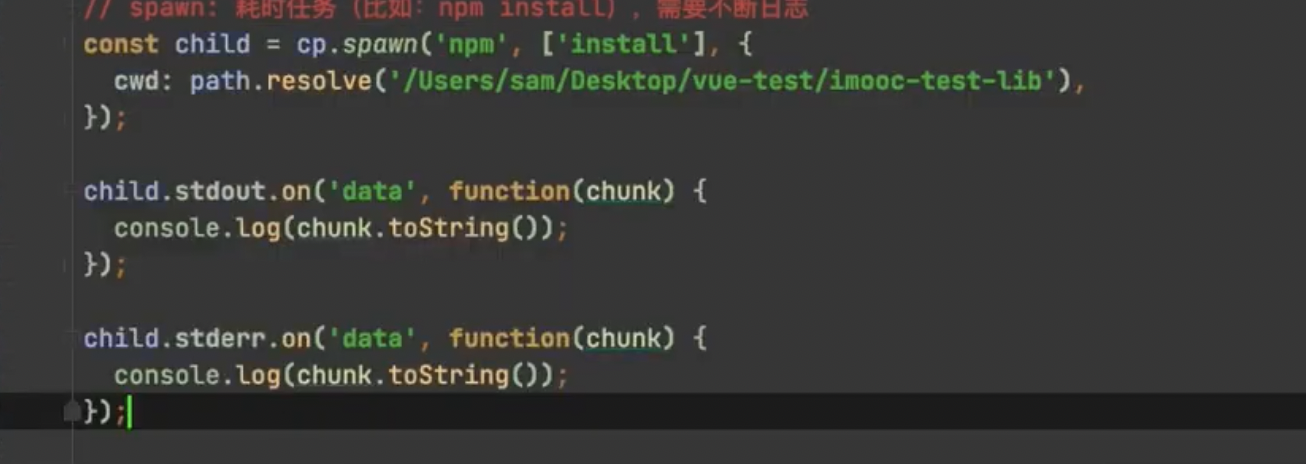 // spawn: 耗时任务（比如：npm install），需要不断日志
const child = cp.spawn('npm', ['install'], {
  cwd: path.resolve('/Users/sam/Desktop/vue-test/imooc-test-lib'),
});

child.stdout.on('data', function(chunk) {
  console.log(chunk.toString());
});

child.stderr.on('data', function(chunk) {
  console.log(chunk.toString());
});